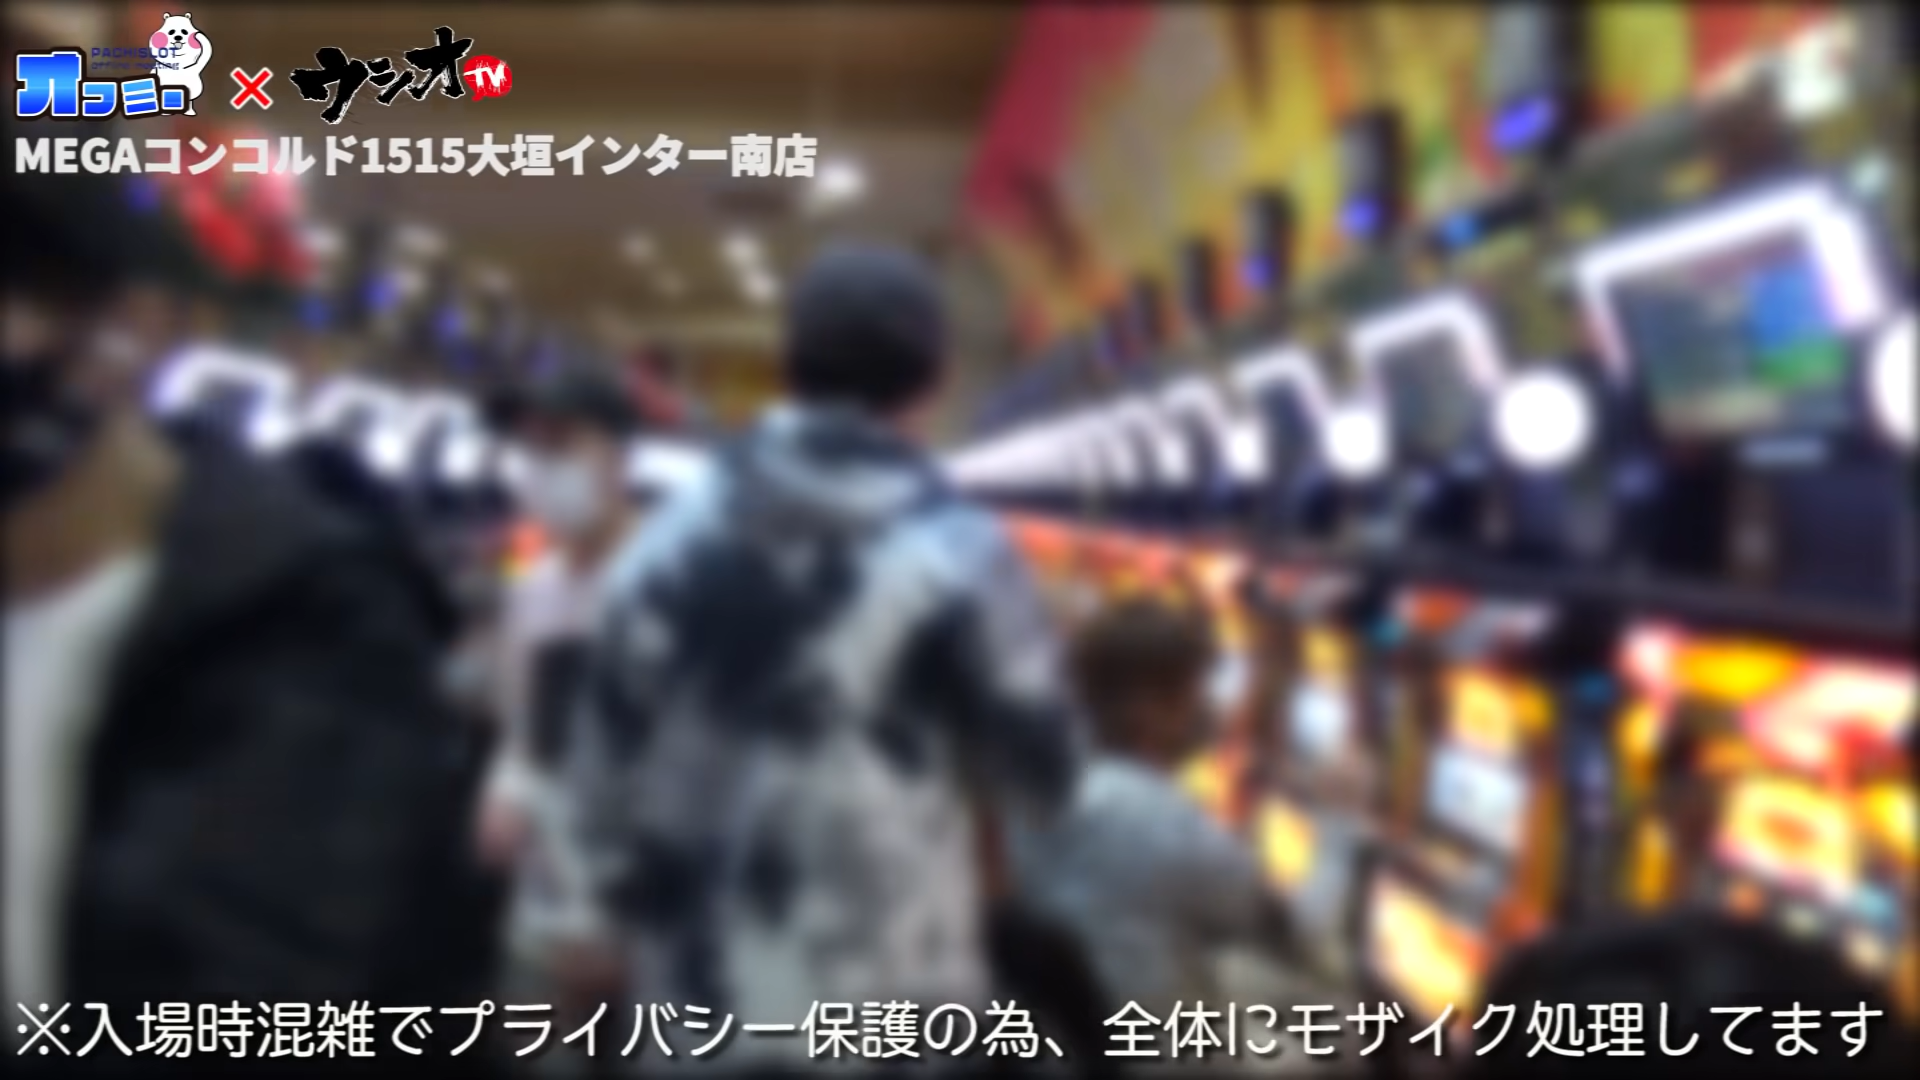 PACHISLOT
offline meeting
オフミー
×
ウシオTV
MEGAコンコルド1515大垣インター南店
※入場時混雑でプライバシー保護の為、全体にモザイク処理してます